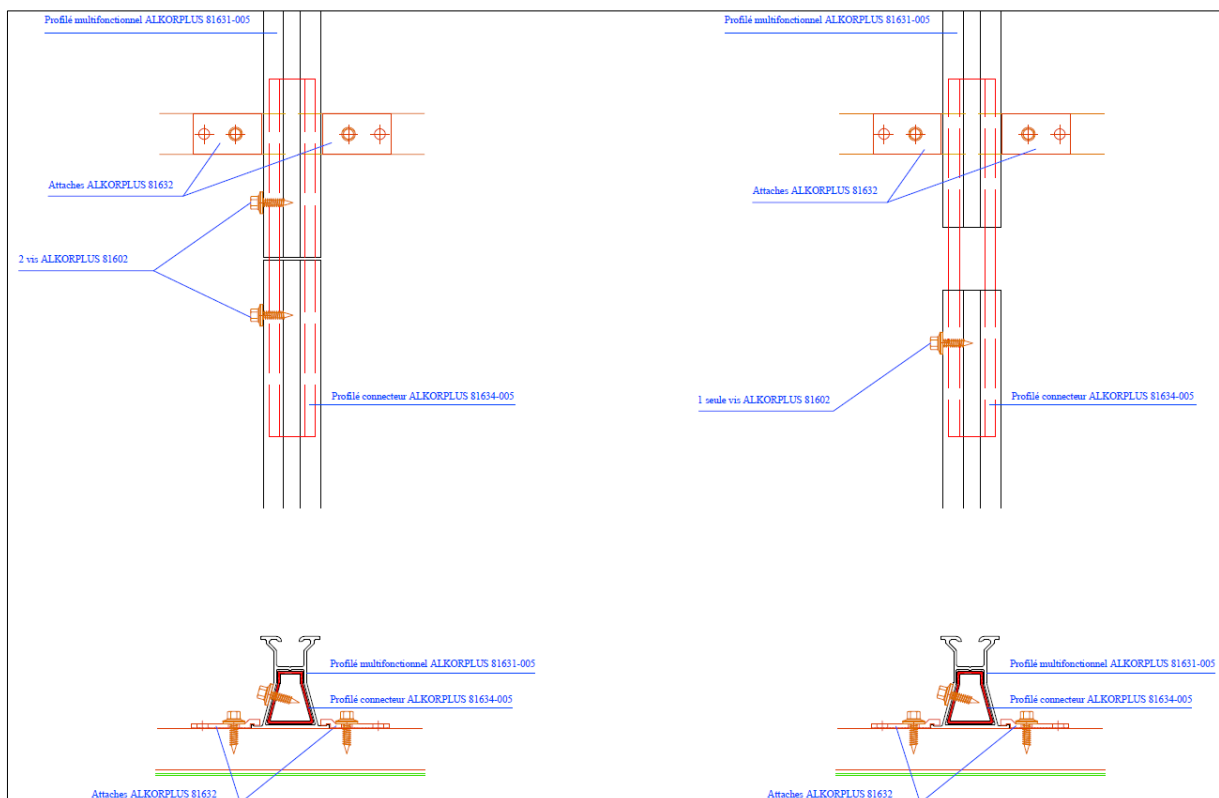 Profilé multifonctionnel ALKORPLUS 81631-005
Attaches ALKORPLUS 81632
2 vis ALKORPLUS 81602
Profilé connecteur ALKORPLUS 81634-005
Profilé multifonctionnel ALKORPLUS 81631-005
Profilé connecteur ALKORPLUS 81634-005
Attaches ALKORPLUS 81632
Profilé multifonctionnel ALKORPLUS 81631-005
Attaches ALKORPLUS 81632
1 seule vis ALKORPLUS 81602
Profilé connecteur ALKORPLUS 81634-005
Profilé multifonctionnel ALKORPLUS 81631-005
Profilé connecteur ALKORPLUS 81634-005
Attaches ALKORPLUS 81632